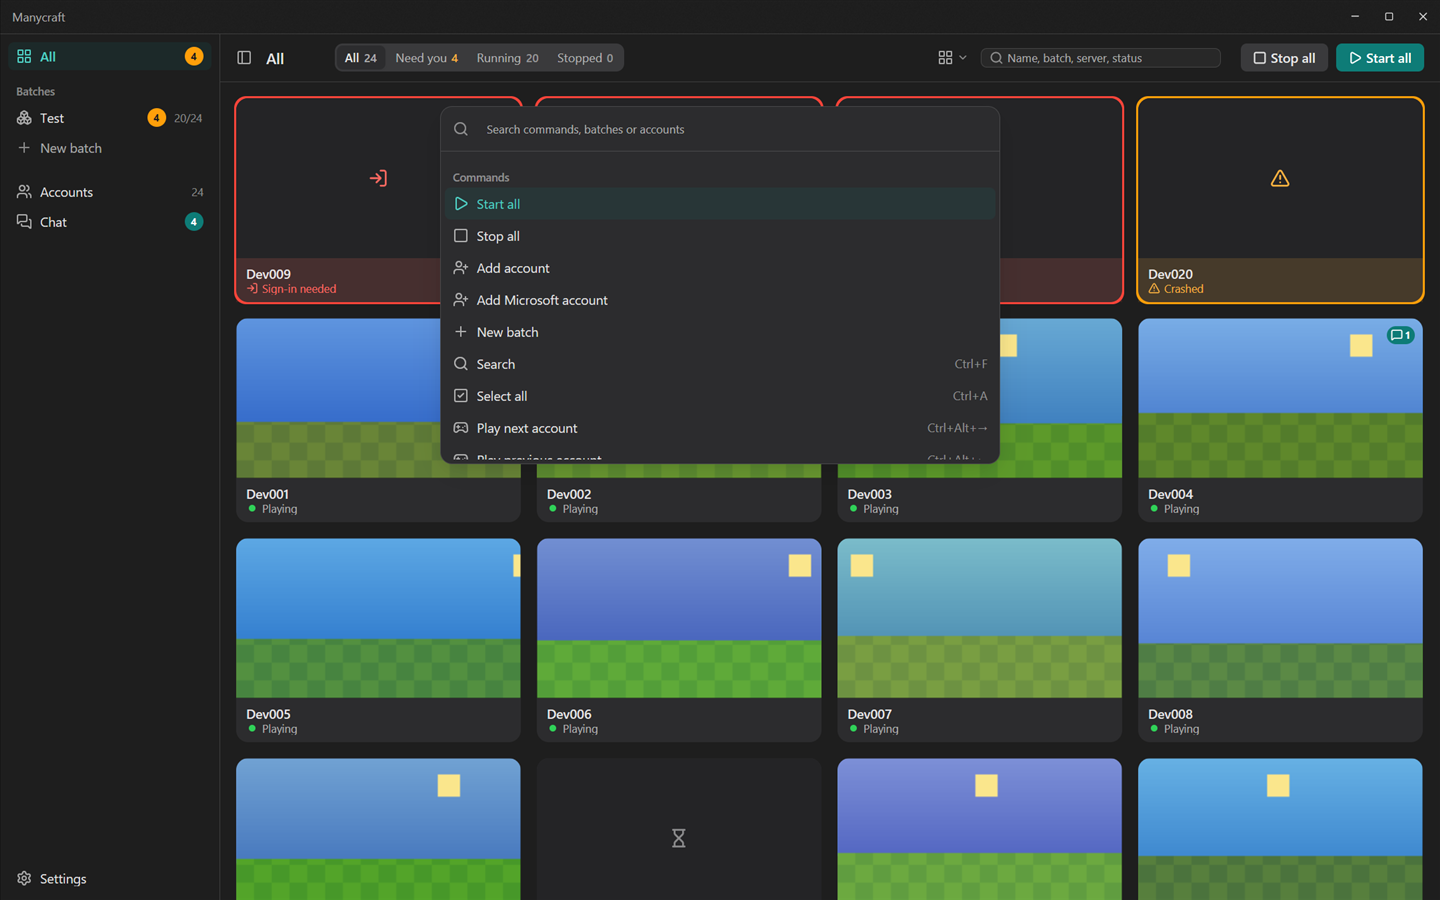 Manycraft
All 4
Batches
Test 4 20/24
New batch
Accounts 24
Chat 4
Settings
All
All 24 Need you 4 Running 20 Stopped 0
Name, batch, server, status
Stop all
Start all
Search commands, batches or accounts
Commands
Start all
Stop all
Add account
Add Microsoft account
New batch
Search Ctrl+F
Select all Ctrl+A
Play next account Ctrl+Alt+→
Play previous account
Dev009
Sign-in needed
Dev020
Crashed
1
Dev001
Playing
Dev002
Playing
Dev003
Playing
Dev004
Playing
Dev005
Playing
Dev006
Playing
Dev007
Playing
Dev008
Playing